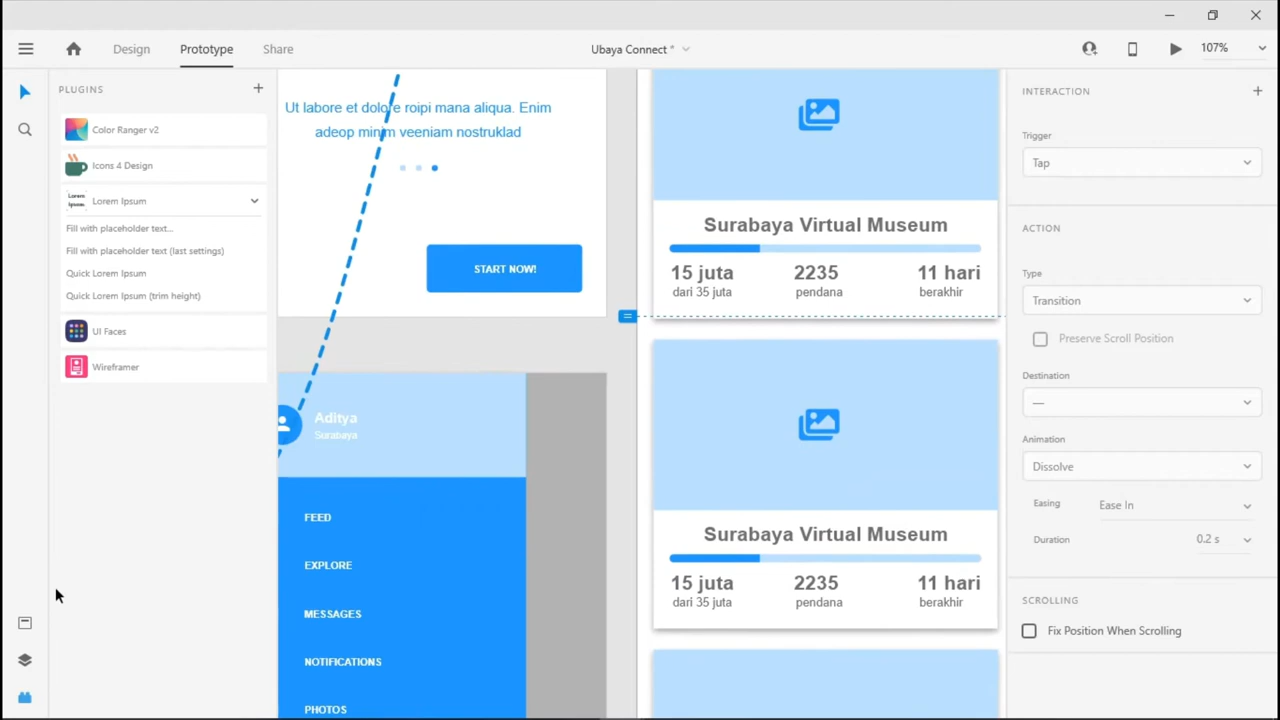 Design
Prototype
Share
Ubaya Connect *
107%
PLUGINS
Color Ranger v2
Icons 4 Design
Lorem Ipsum
Lorem Ipsum
Fill with placeholder text...
Fill with placeholder text (last settings)
Quick Lorem Ipsum
Quick Lorem Ipsum (trim height)
UI Faces
Wireframer
Ut labore et dolore roipi mana aliqua. Enim
adeop minim veeniam nostruklad
START NOW!
Aditya
Surabaya
FEED
EXPLORE
MESSAGES
NOTIFICATIONS
PHOTOS
Surabaya Virtual Museum
15 juta 2235 11 hari
dari 35 juta pendana berakhir
Surabaya Virtual Museum
15 juta 2235 11 hari
dari 35 juta pendana berakhir
INTERACTION
Trigger
Tap
ACTION
Type
Transition
Preserve Scroll Position
Destination
—
Animation
Dissolve
Easing Ease In
Duration 0.2 s
SCROLLING
Fix Position When Scrolling